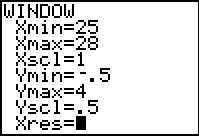 WINDOW
Xmin=25
Xmax=28
Xscl=1
Ymin=-.5
Ymax=4
Yscl=.5
Xres=